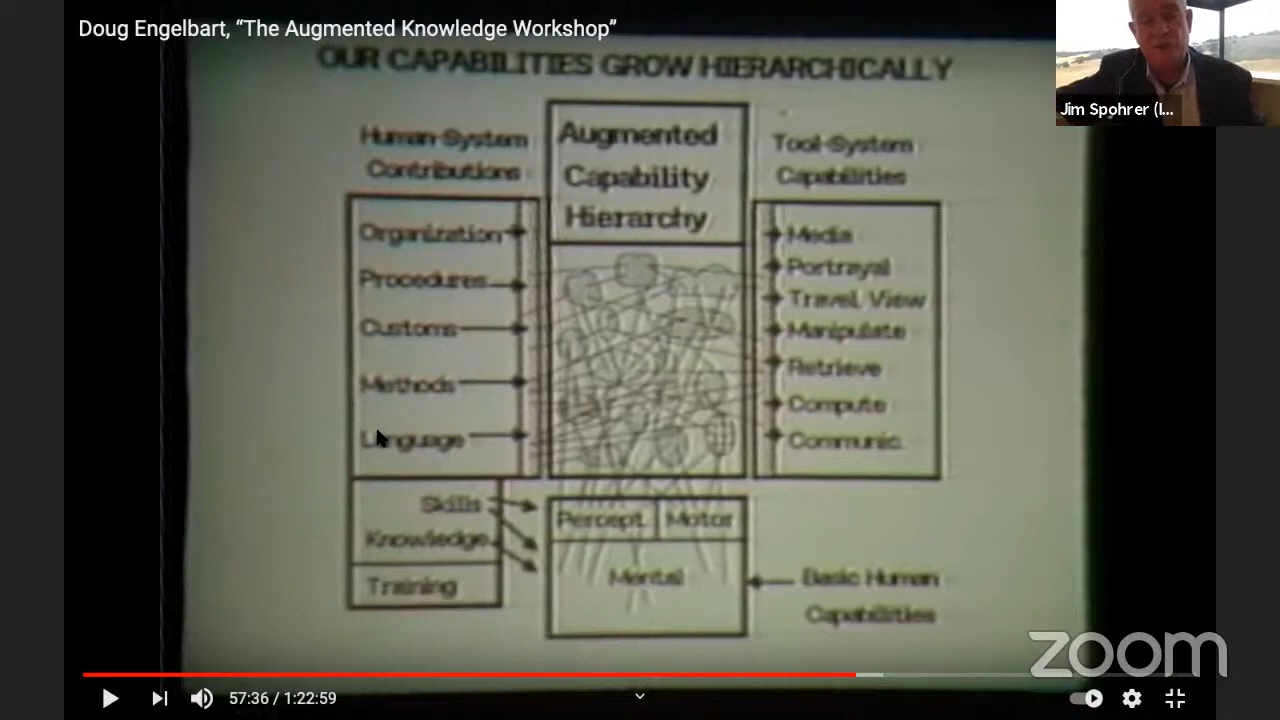 Doug Engelbart, “The Augmented Knowledge Workshop”
OUR CAPABILITIES GROW HIERARCHICALLY
Human-System
Contributions
Augmented
Capability
Hierarchy
Tool-System
Capabilities
Organization
Procedures
Customs
Methods
Language
Media
Portrayal
Travel, View
Manipulate
Retrieve
Compute
Communic.
Skills
Knowledge
Training
Percept.
Motor
Mental
Basic Human
Capabilities
Jim Spohrer (I...
zoom
57:36 / 1:22:59